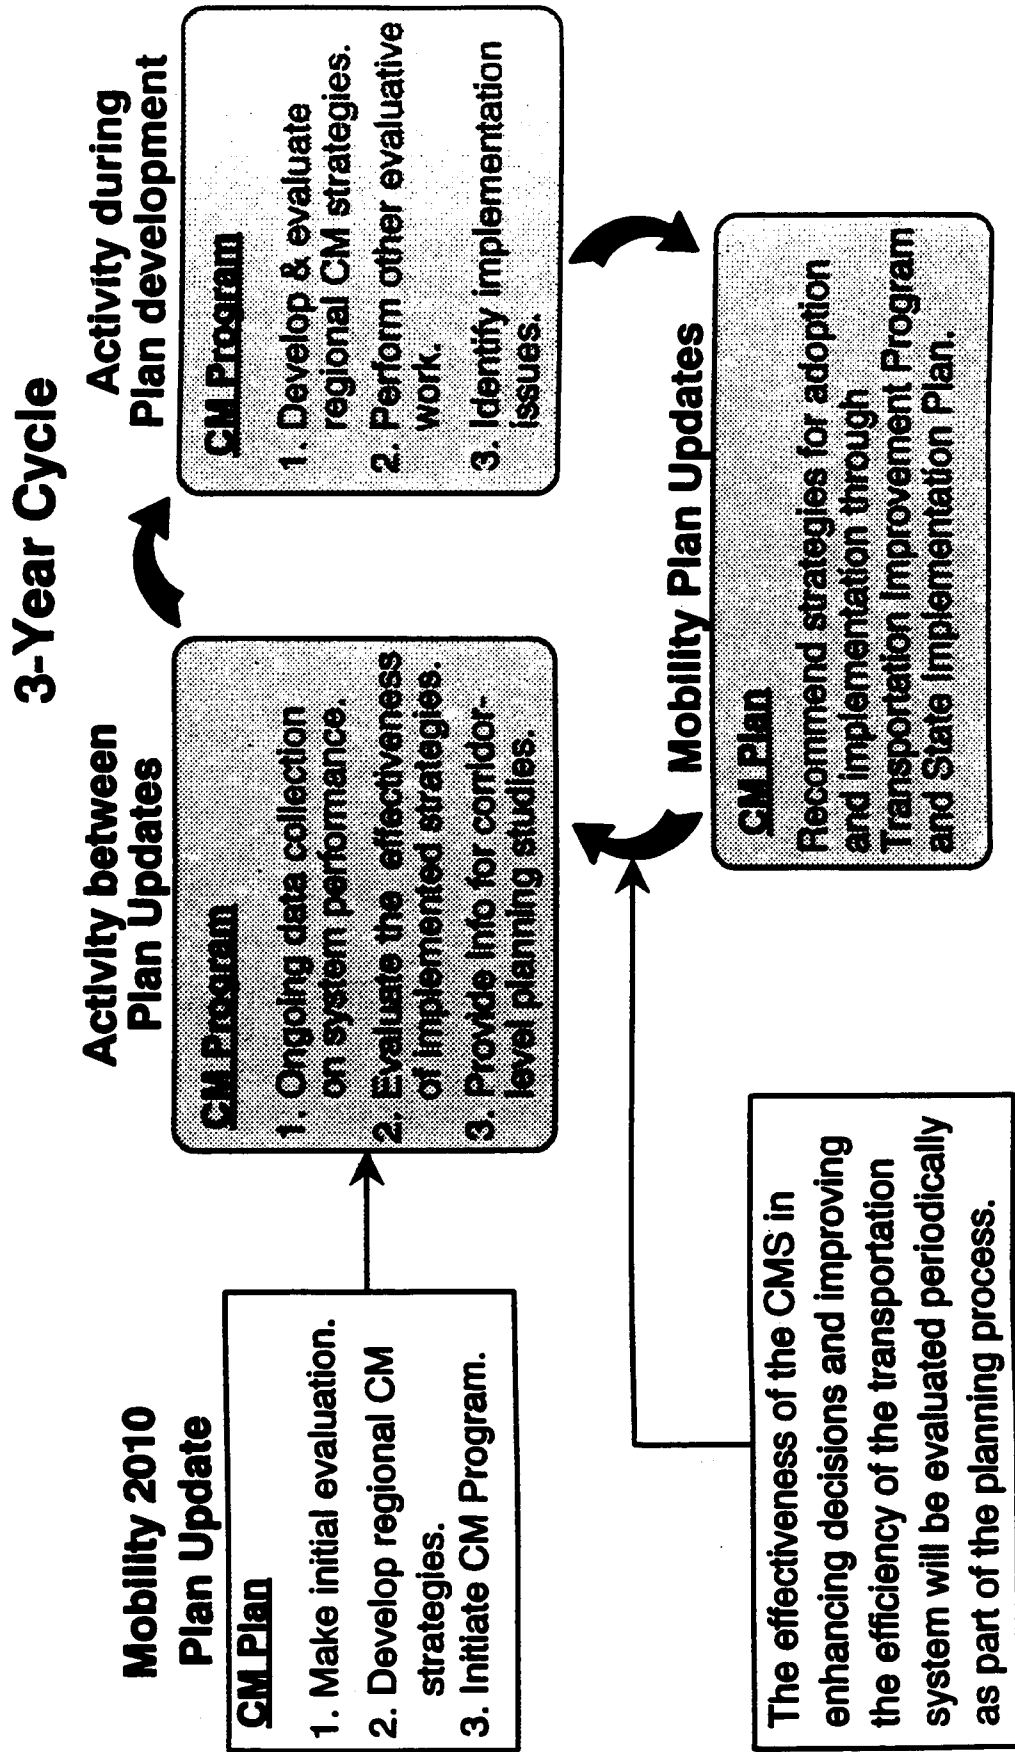 3-Year Cycle
Mobility 2010
Plan Update
CM Plan
1. Make initial evaluation.
2. Develop regional CM
strategies.
3. Initiate CM Program.
Activity between
Plan Updates
CM Program
1. Ongoing data collection
on system performance.
2. Evaluate the effectiveness
of implemented strategies.
3. Provide info for corridor-
level planning studies.
Activity during
Plan development
CM Program
1. Develop & evaluate
regional CM strategies.
2. Perform other evaluative
work.
3. Identify implementation
issues.
Mobility Plan Updates
CM Plan
Recommend strategies for adoption
and implementation through
Transportation Improvement Program
and State Implementation Plan.
The effectiveness of the CMS in
enhancing decisions and improving
the efficiency of the transportation
system will be evaluated periodically
as part of the planning process.